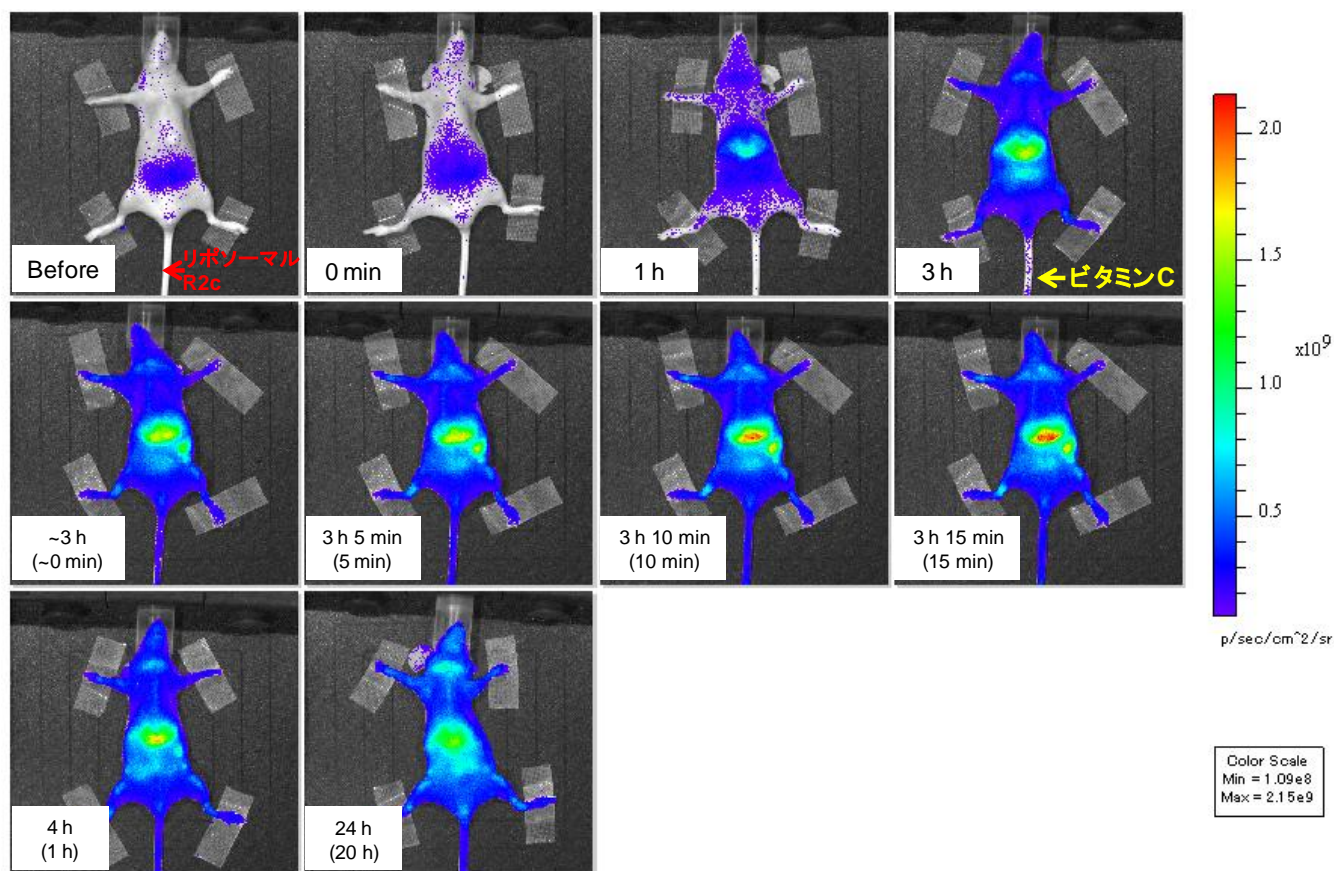 Before
リポソーマル
R2c
0 min
1 h
3 h
ビタミンC
~3 h
(~0 min)
3 h 5 min
(5 min)
3 h 10 min
(10 min)
3 h 15 min
(15 min)
4 h
(1 h)
24 h
(20 h)
2.0
1.5
x10^9
1.0
0.5
p/sec/cm^2/sr
Color Scale
Min = 1.09e8
Max = 2.15e9